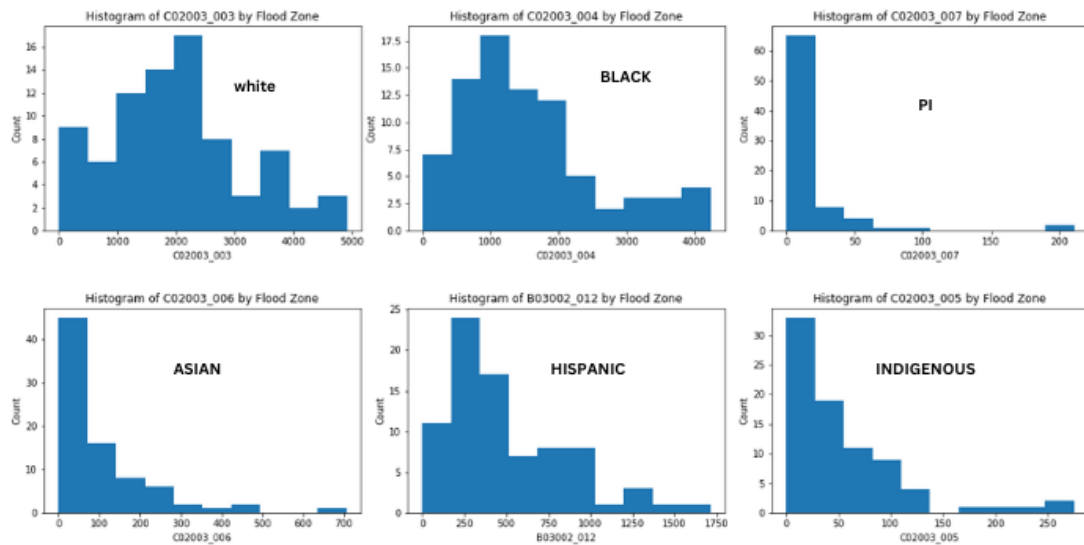 Histogram of C02003_003 by Flood Zone
white
Count
16
14
12
10
8
6
4
2
0
0 1000 2000 3000 4000 5000
C02003_003
Histogram of C02003_004 by Flood Zone
BLACK
Count
17.5
15.0
12.5
10.0
7.5
5.0
2.5
0.0
0 1000 2000 3000 4000
C02003_004
Histogram of C02003_007 by Flood Zone
PI
Count
60
50
40
30
20
10
0
0 50 100 150 200
C02003_007
Histogram of C02003_006 by Flood Zone
ASIAN
Count
40
30
20
10
0
0 100 200 300 400 500 600 700
C02003_006
Histogram of B03002_012 by Flood Zone
HISPANIC
Count
25
20
15
10
5
0
0 250 500 750 1000 1250 1500 1750
B03002_012
Histogram of C02003_005 by Flood Zone
INDIGENOUS
Count
30
25
20
15
10
5
0
0 50 100 150 200 250
C02003_005